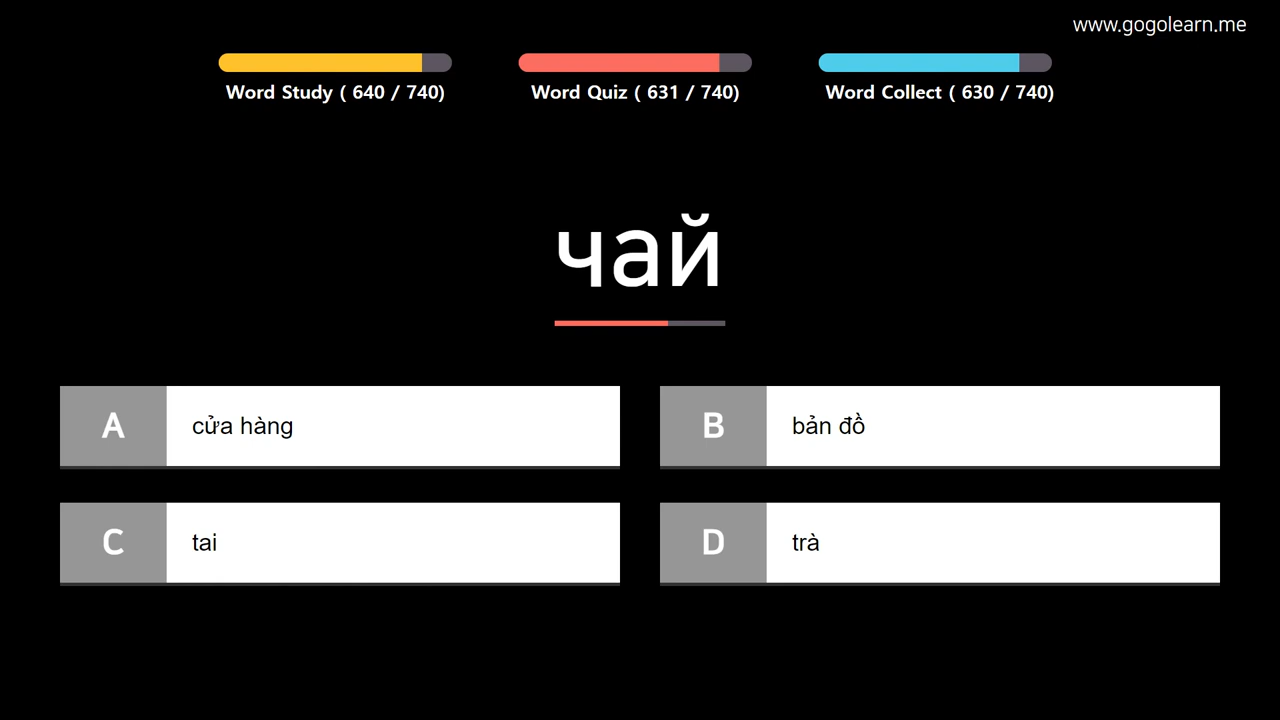 www.gogolearn.me
Word Study ( 640 / 740)
Word Quiz ( 631 / 740)
Word Collect ( 630 / 740)
чай
A
cửa hàng
B
bản đồ
C
tai
D
trà